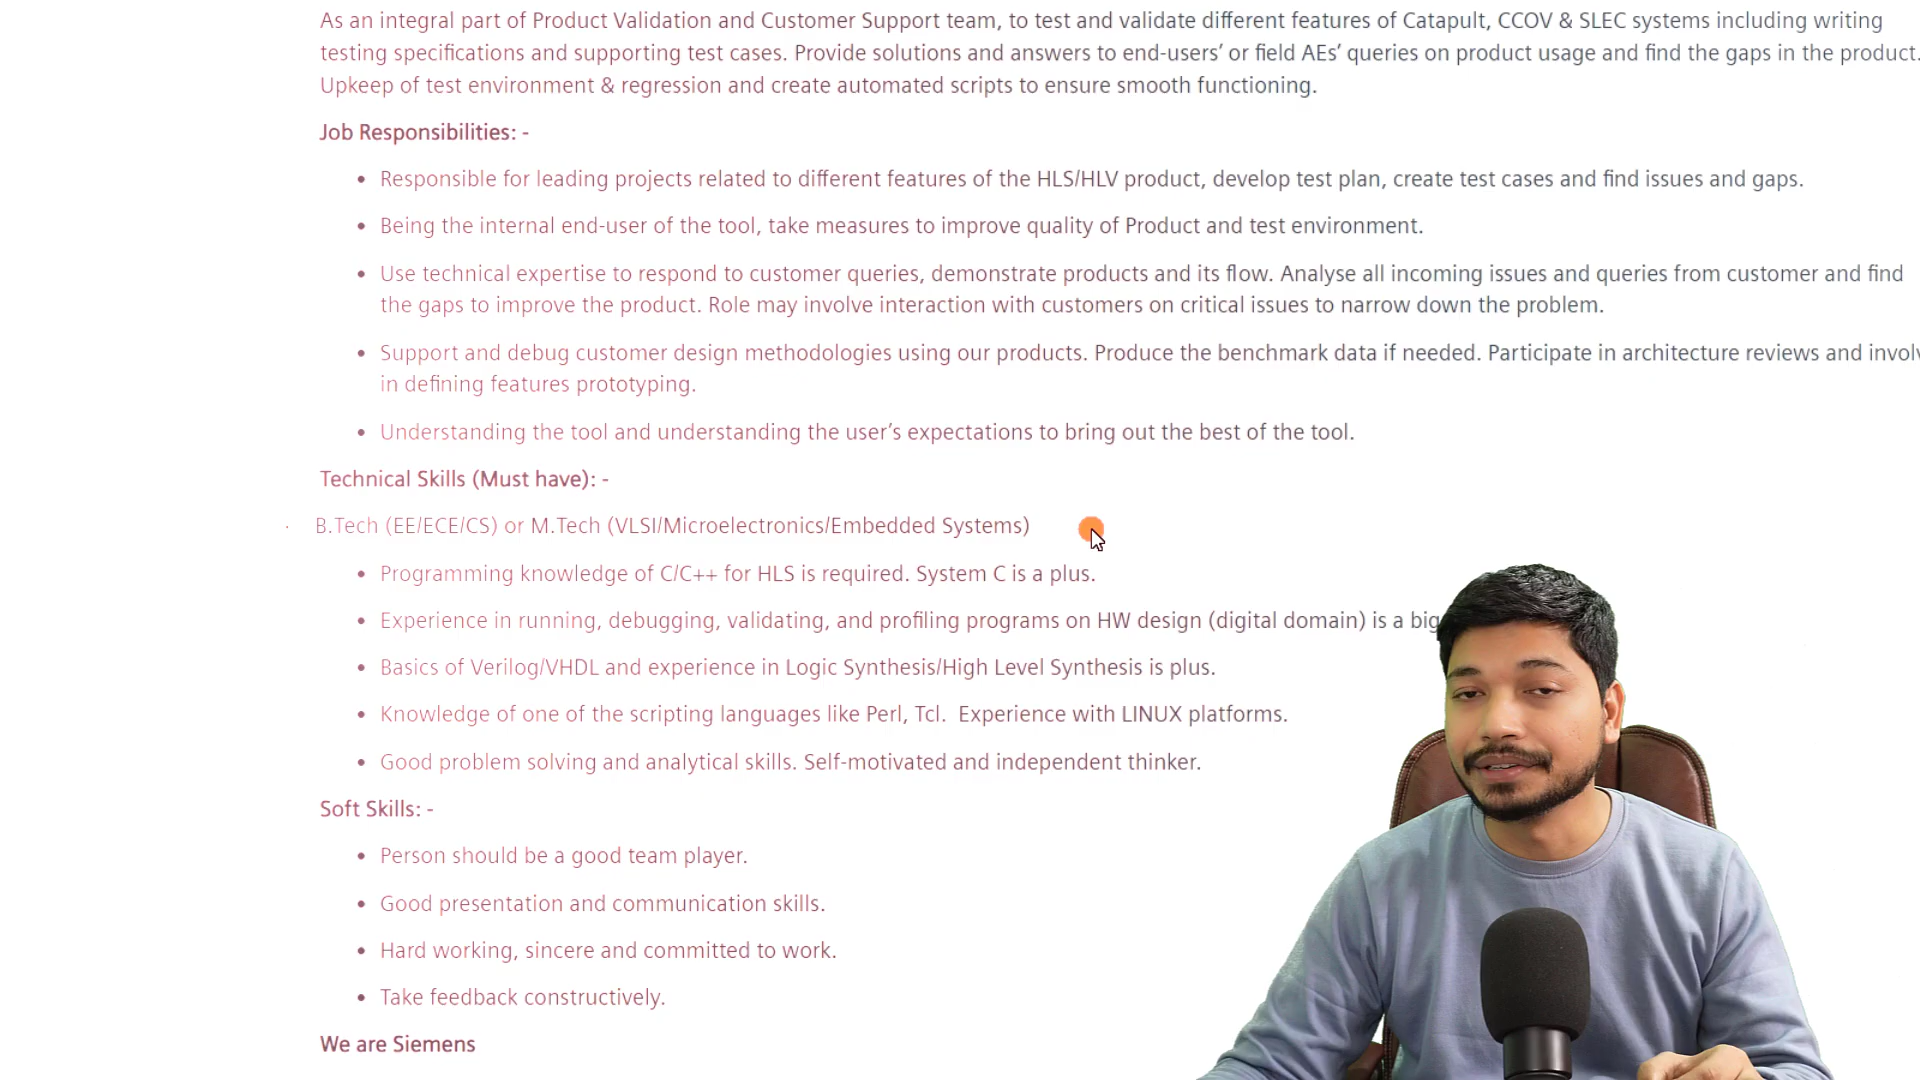 As an integral part of Product Validation and Customer Support team, to test and validate different features of Catapult, CCOV & SLEC systems including writing
testing specifications and supporting test cases. Provide solutions and answers to end-users’ or field AEs’ queries on product usage and find the gaps in the product.
Upkeep of test environment & regression and create automated scripts to ensure smooth functioning.
Job Responsibilities: -
• Responsible for leading projects related to different features of the HLS/HLV product, develop test plan, create test cases and find issues and gaps.
• Being the internal end-user of the tool, take measures to improve quality of Product and test environment.
• Use technical expertise to respond to customer queries, demonstrate products and its flow. Analyse all incoming issues and queries from customer and find
the gaps to improve the product. Role may involve interaction with customers on critical issues to narrow down the problem.
• Support and debug customer design methodologies using our products. Produce the benchmark data if needed. Participate in architecture reviews and
in defining features prototyping.
• Understanding the tool and understanding the user’s expectations to bring out the best of the tool.
Technical Skills (Must have): -
· B.Tech (EE/ECE/CS) or M.Tech (VLSI/Microelectronics/Embedded Systems)
• Programming knowledge of C/C++ for HLS is required. System C is a plus.
• Experience in running, debugging, validating, and profiling programs on HW design (digital domain) is a big
• Basics of Verilog/VHDL and experience in Logic Synthesis/High Level Synthesis is plus.
• Knowledge of one of the scripting languages like Perl, Tcl.  Experience with LINUX platforms.
• Good problem solving and analytical skills. Self-motivated and independent thinker.
Soft Skills: -
• Person should be a good team player.
• Good presentation and communication skills.
• Hard working, sincere and committed to work.
• Take feedback constructively.
We are Siemens